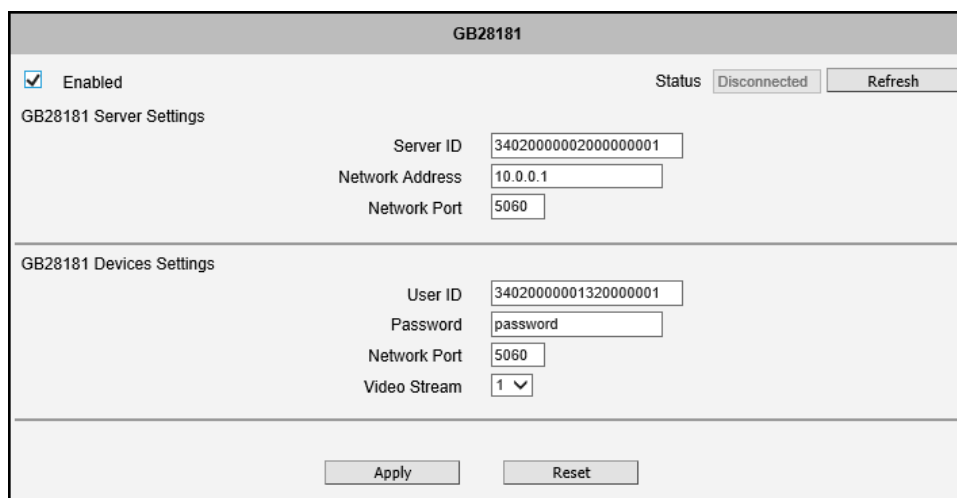 GB28181
Enabled Status Disconnected Refresh
GB28181 Server Settings
Server ID 34020000002000000001
Network Address 10.0.0.1
Network Port 5060
GB28181 Devices Settings
User ID 34020000001320000001
Password password
Network Port 5060
Video Stream 1
Apply Reset